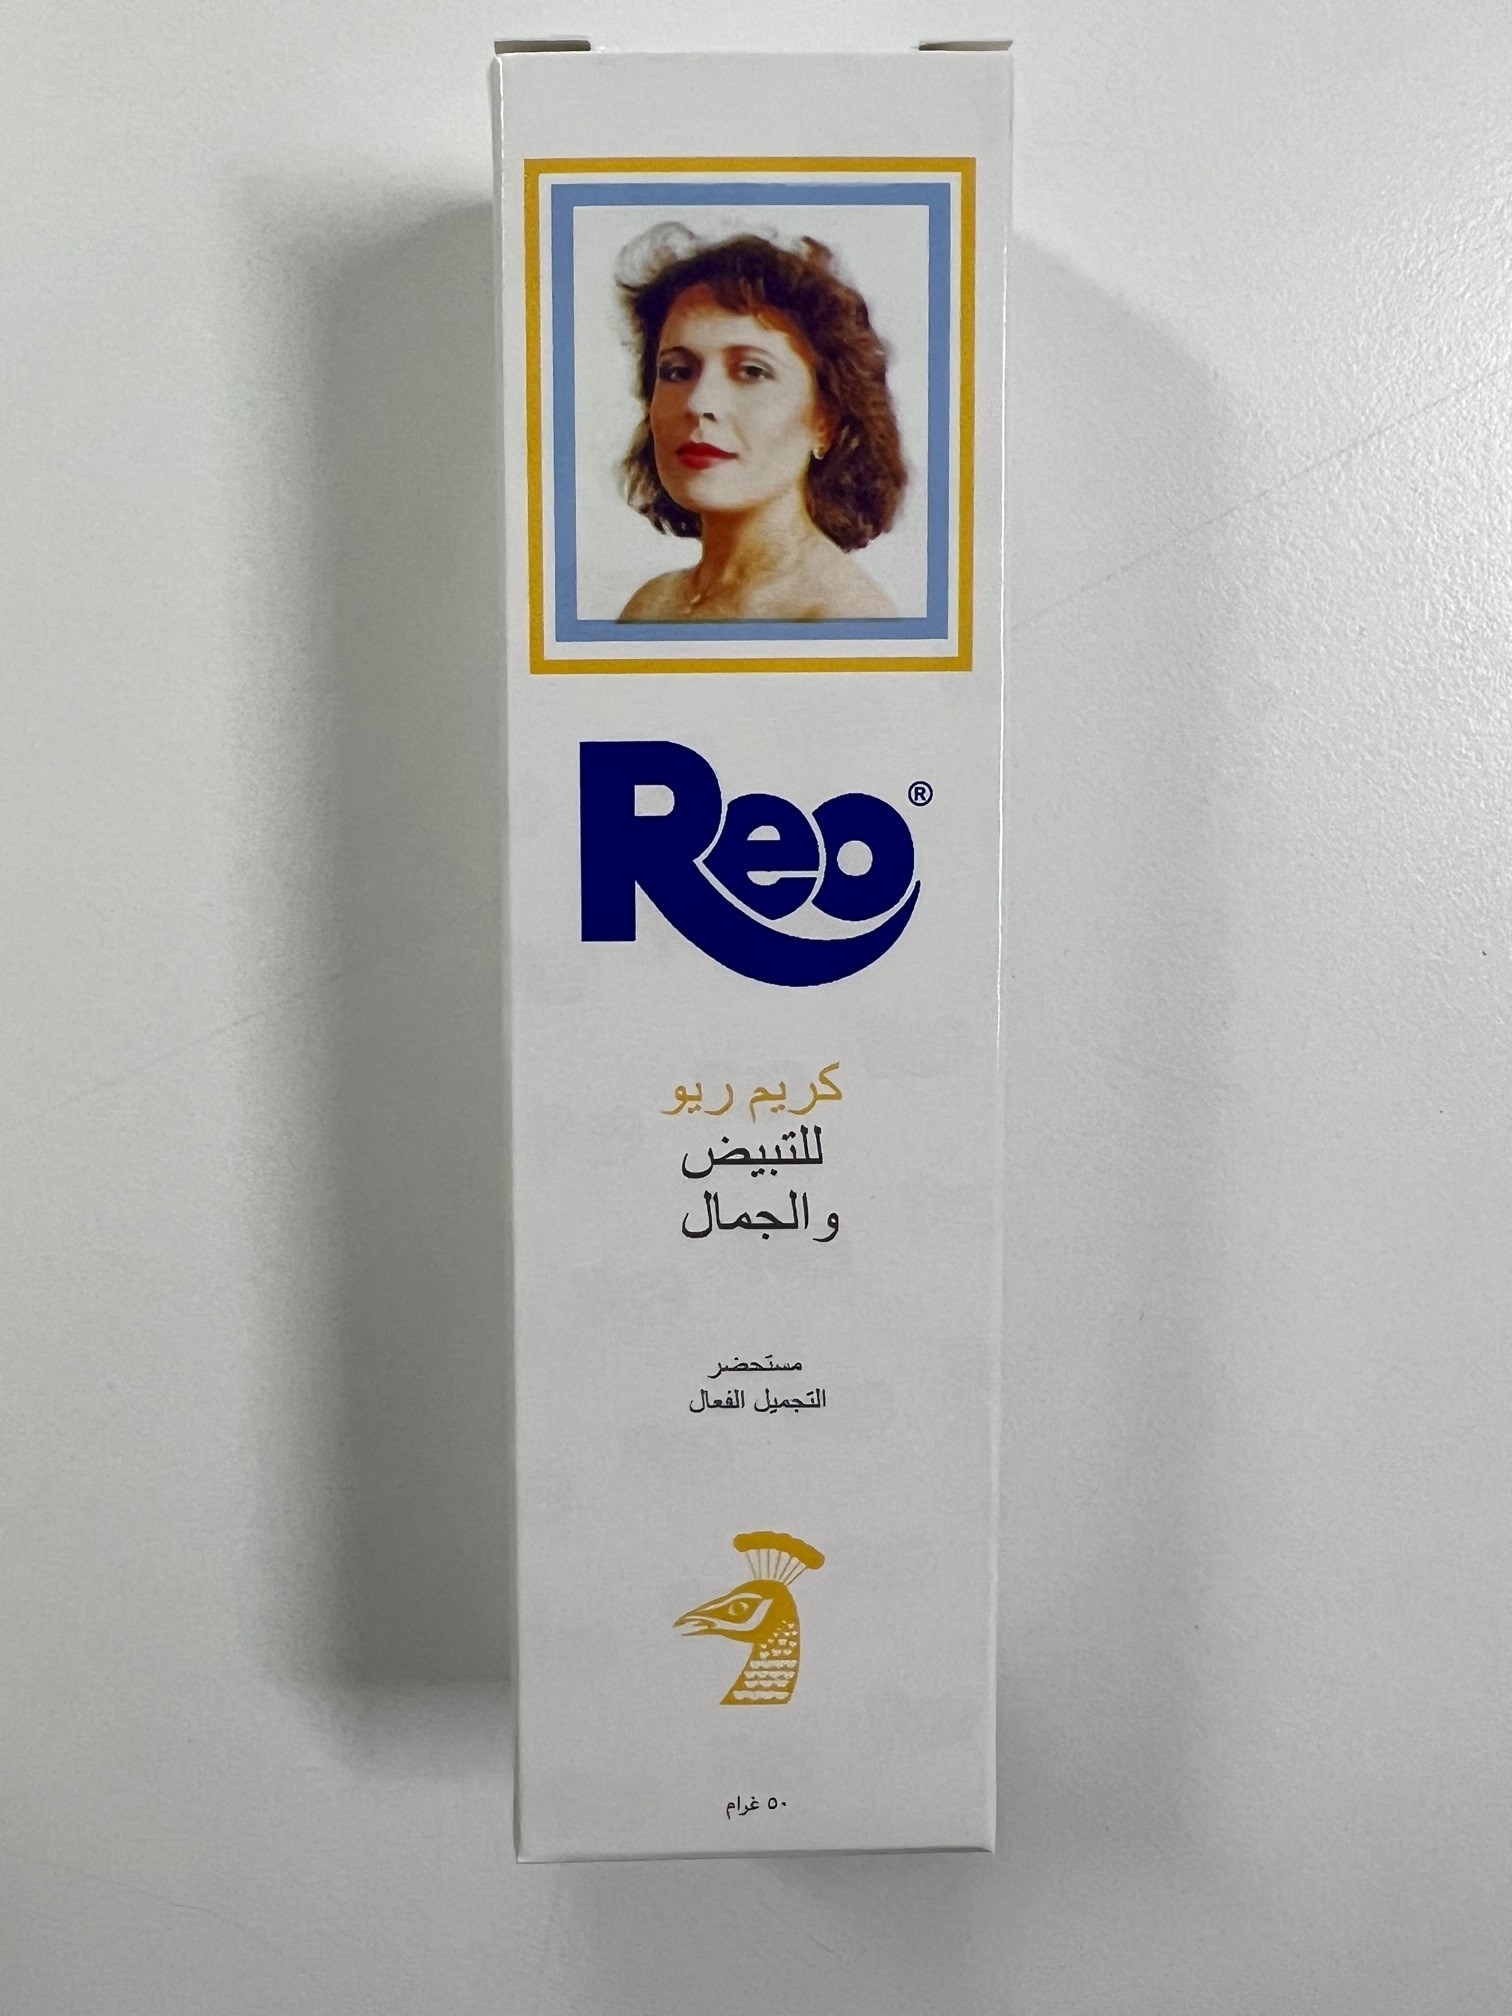 Reo®
كريم ريو
للتبيض
والجمال
مستحضر
التجميل الفعال
٥٠ غرام